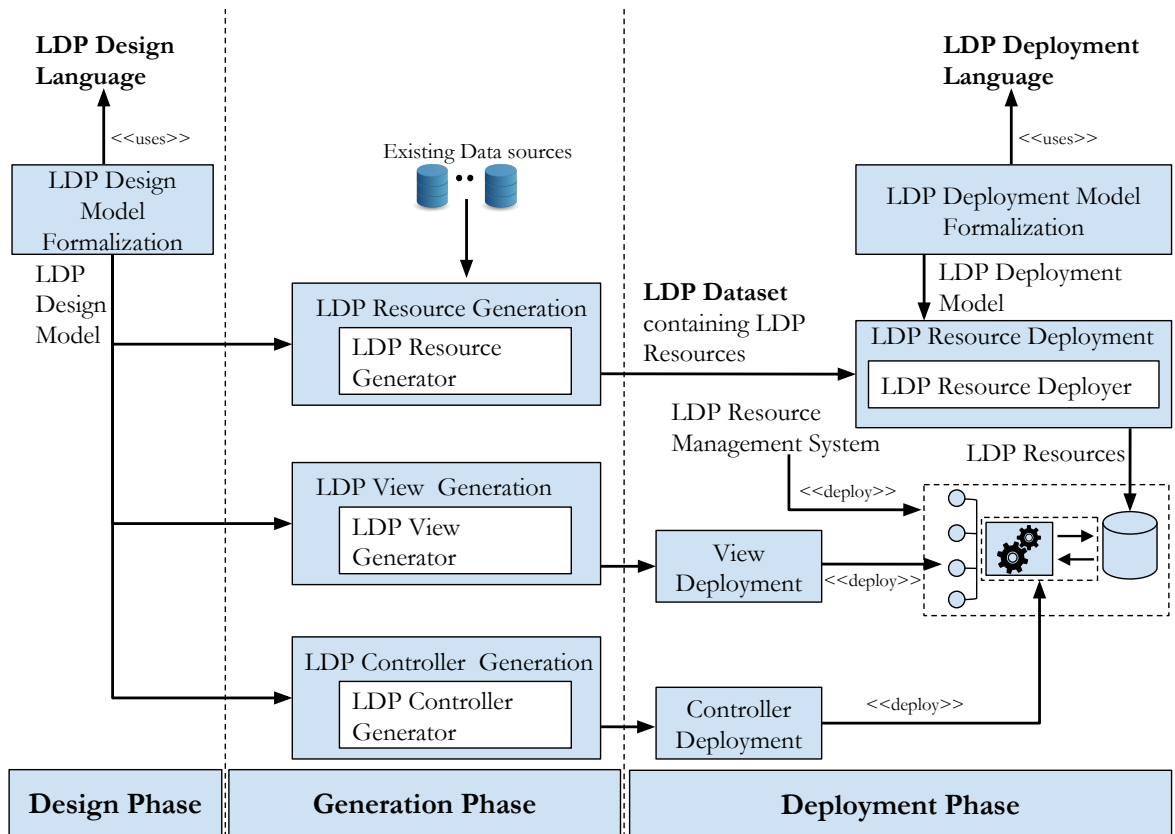 LDP Design
Language
<<uses>>
LDP Design
Model
Formalization
LDP
Design
Model
Existing Data sources
LDP Resource Generation
LDP Resource
Generator
LDP View Generation
LDP View
Generator
LDP Controller Generation
LDP Controller
Generator
LDP Deployment
Language
<<uses>>
LDP Deployment Model
Formalization
LDP Deployment
Model
LDP Dataset
containing LDP
Resources
LDP Resource Deployment
LDP Resource Deployer
LDP Resource
Management System
LDP Resources
<<deploy>>
View
Deployment
<<deploy>>
Controller
Deployment
<<deploy>>
Design Phase
Generation Phase
Deployment Phase